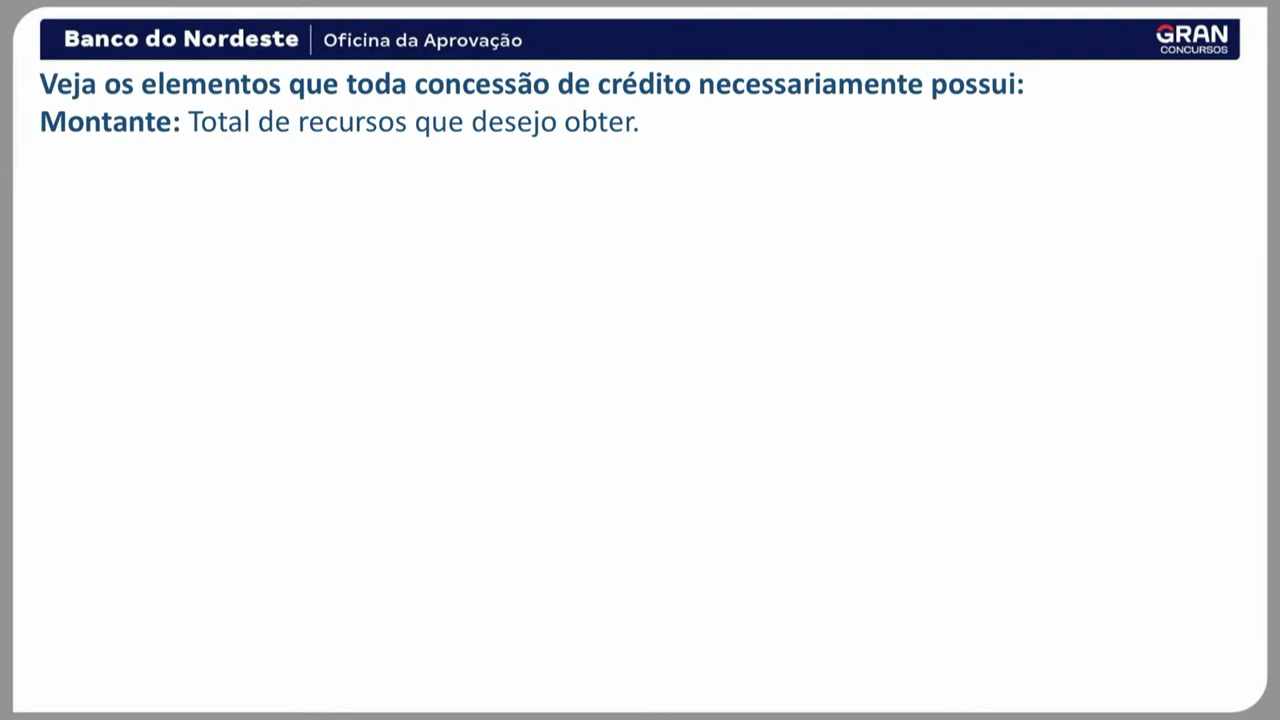 Banco do Nordeste | Oficina da Aprovação
GRAN
CONCURSOS
Veja os elementos que toda concessão de crédito necessariamente possui:
Montante: Total de recursos que desejo obter.